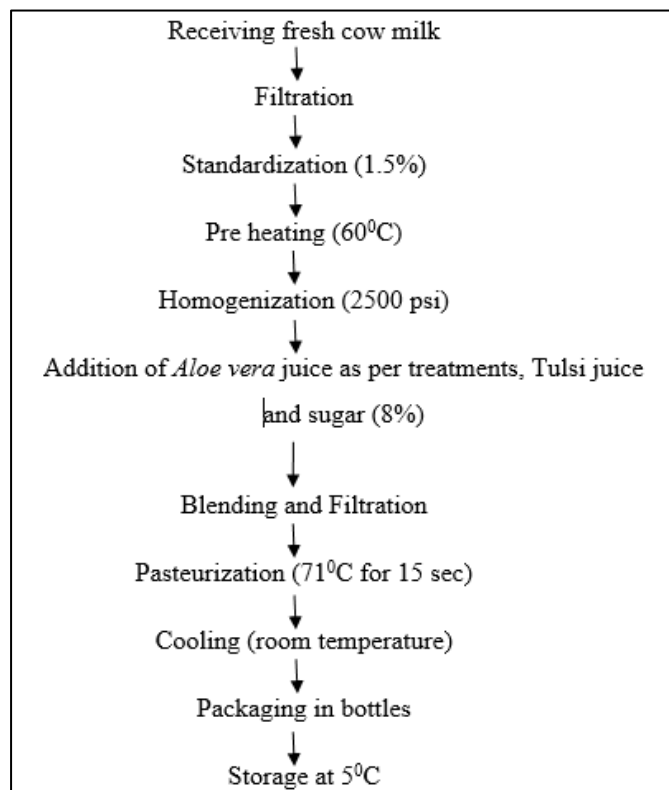 Receiving fresh cow milk
Filtration
Standardization (1.5%)
Pre heating (60⁰C)
Homogenization (2500 psi)
Addition of Aloe vera juice as per treatments, Tulsi juice
and sugar (8%)
Blending and Filtration
Pasteurization (71⁰C for 15 sec)
Cooling (room temperature)
Packaging in bottles
Storage at 5⁰C